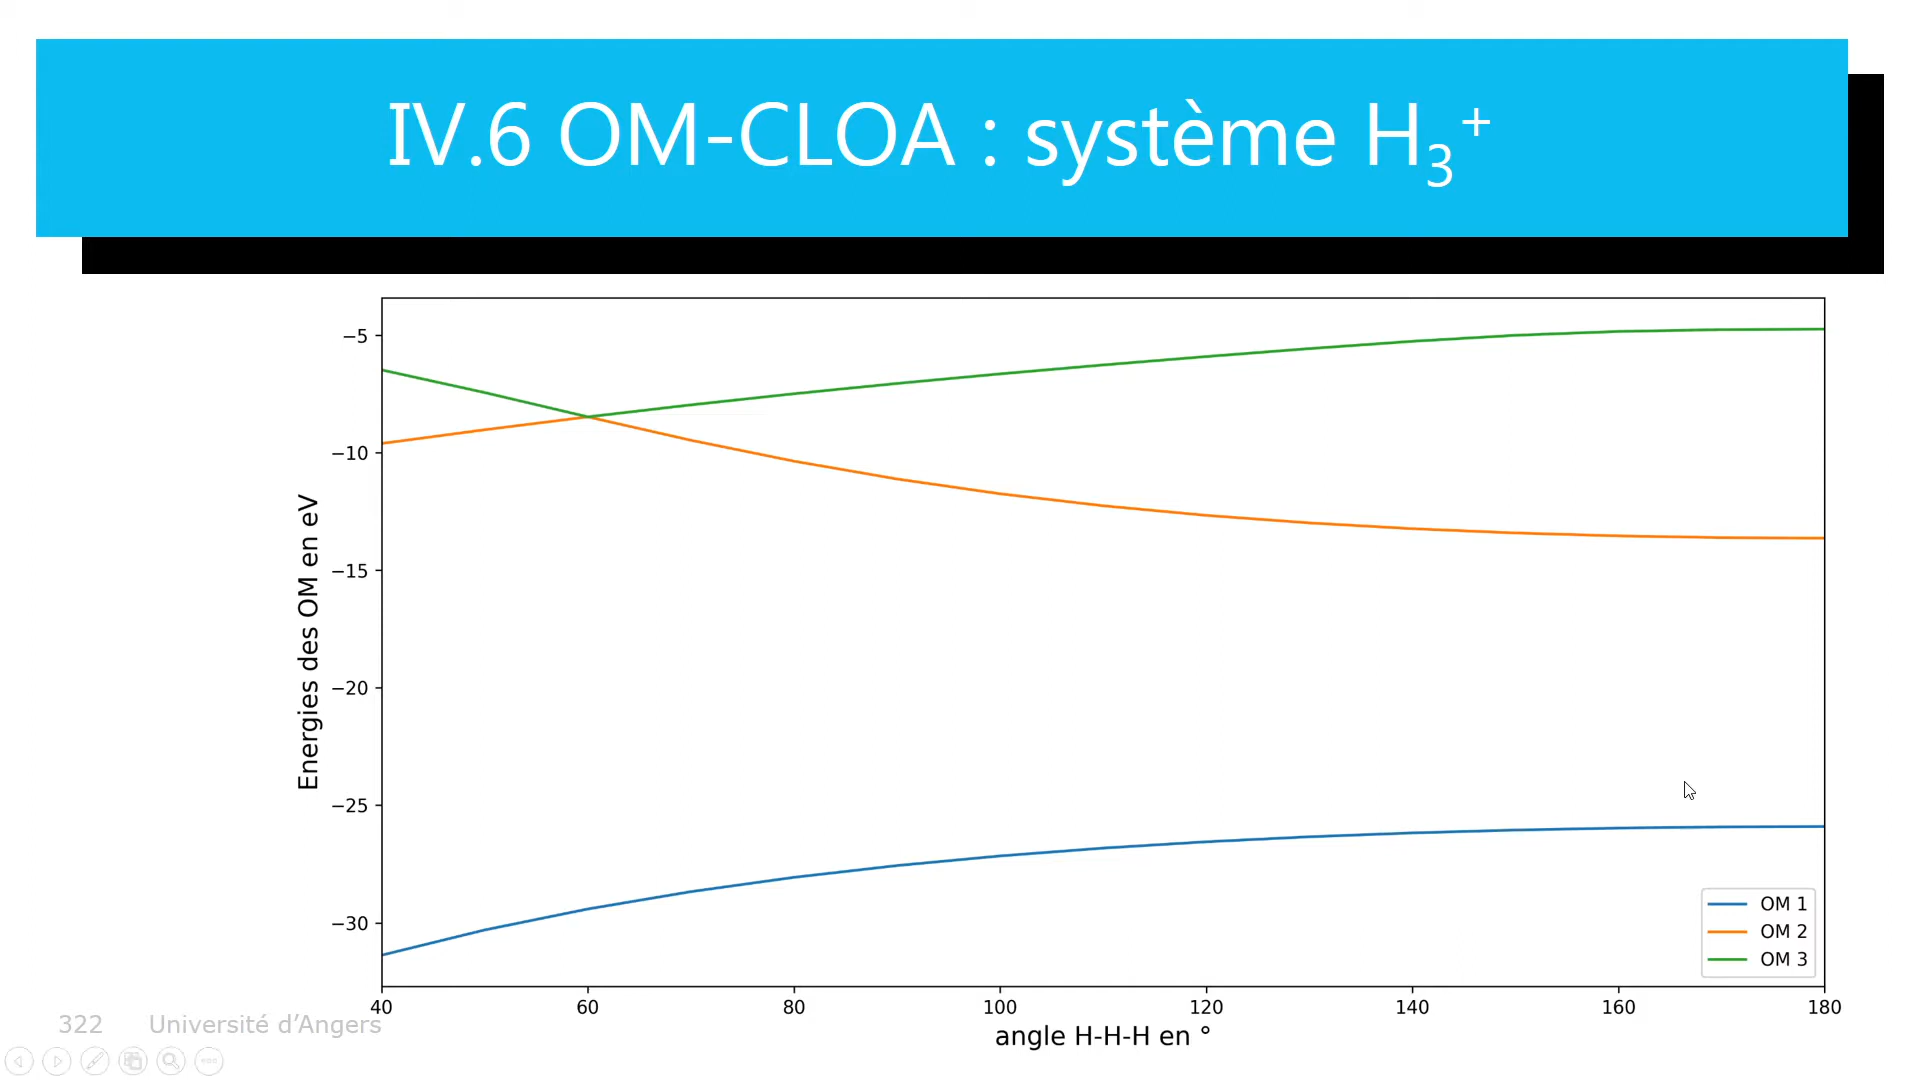 IV.6 OM-CLOA : système H₃⁺
−5
−10
−15
−20
−25
−30
Energies des OM en eV
OM 1
OM 2
OM 3
40 60 80 100 120 140 160 180
angle H-H-H en °
322 Université d’Angers